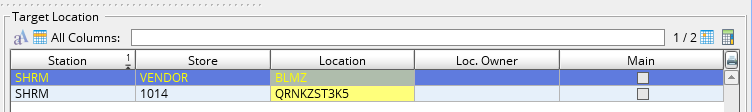 Target Location
All Columns: 1 / 2
Station 1 Store Location Loc. Owner Main
SHRM VENDOR BLMZ
SHRM 1014 QRNKZST3K5